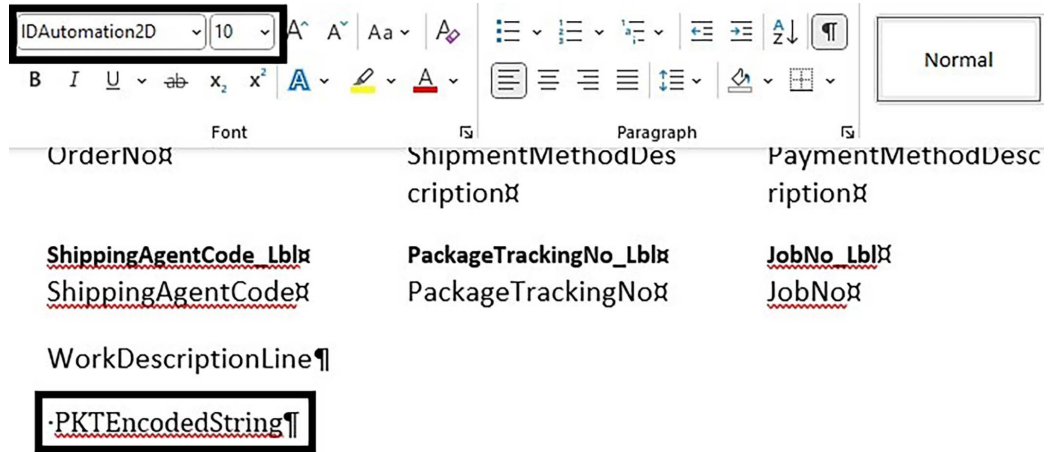 IDAutomation2D 10 A^ A˅ Aa A
B I U ab x₂ x² A A
A Z ¶
Normal
Font
Paragraph
OrderNo¤ ShipmentMethodDes PaymentMethodDesc
cription¤ ription¤
ShippingAgentCode_Lbl¤ PackageTrackingNo_Lbl¤ JobNo_Lbl¤
ShippingAgentCode¤ PackageTrackingNo¤ JobNo¤
WorkDescriptionLine¶
·PKTEncodedString¶